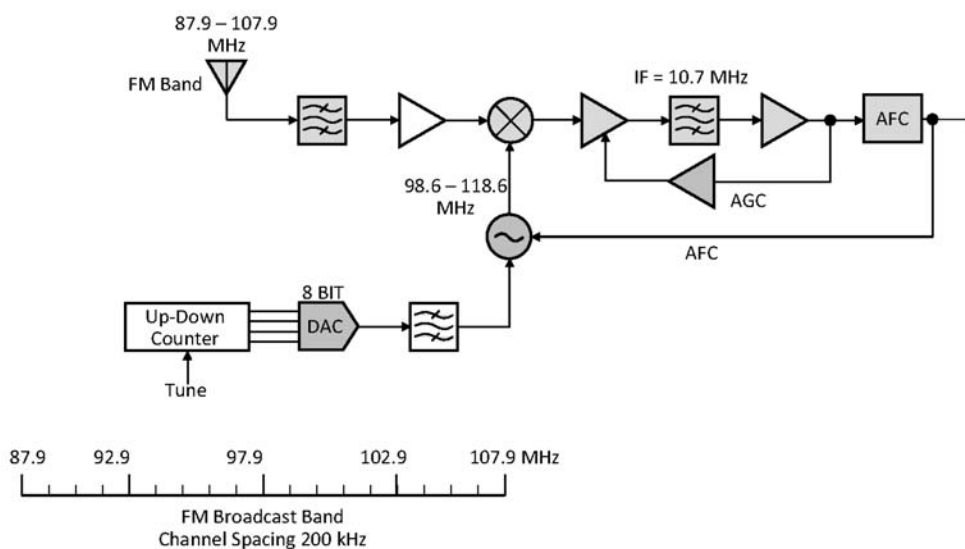 87.9 – 107.9
MHz
FM Band
IF = 10.7 MHz
AFC
98.6 – 118.6
MHz
AGC
AFC
8 BIT
Up-Down
Counter
DAC
Tune
87.9 92.9 97.9 102.9 107.9 MHz
FM Broadcast Band
Channel Spacing 200 kHz